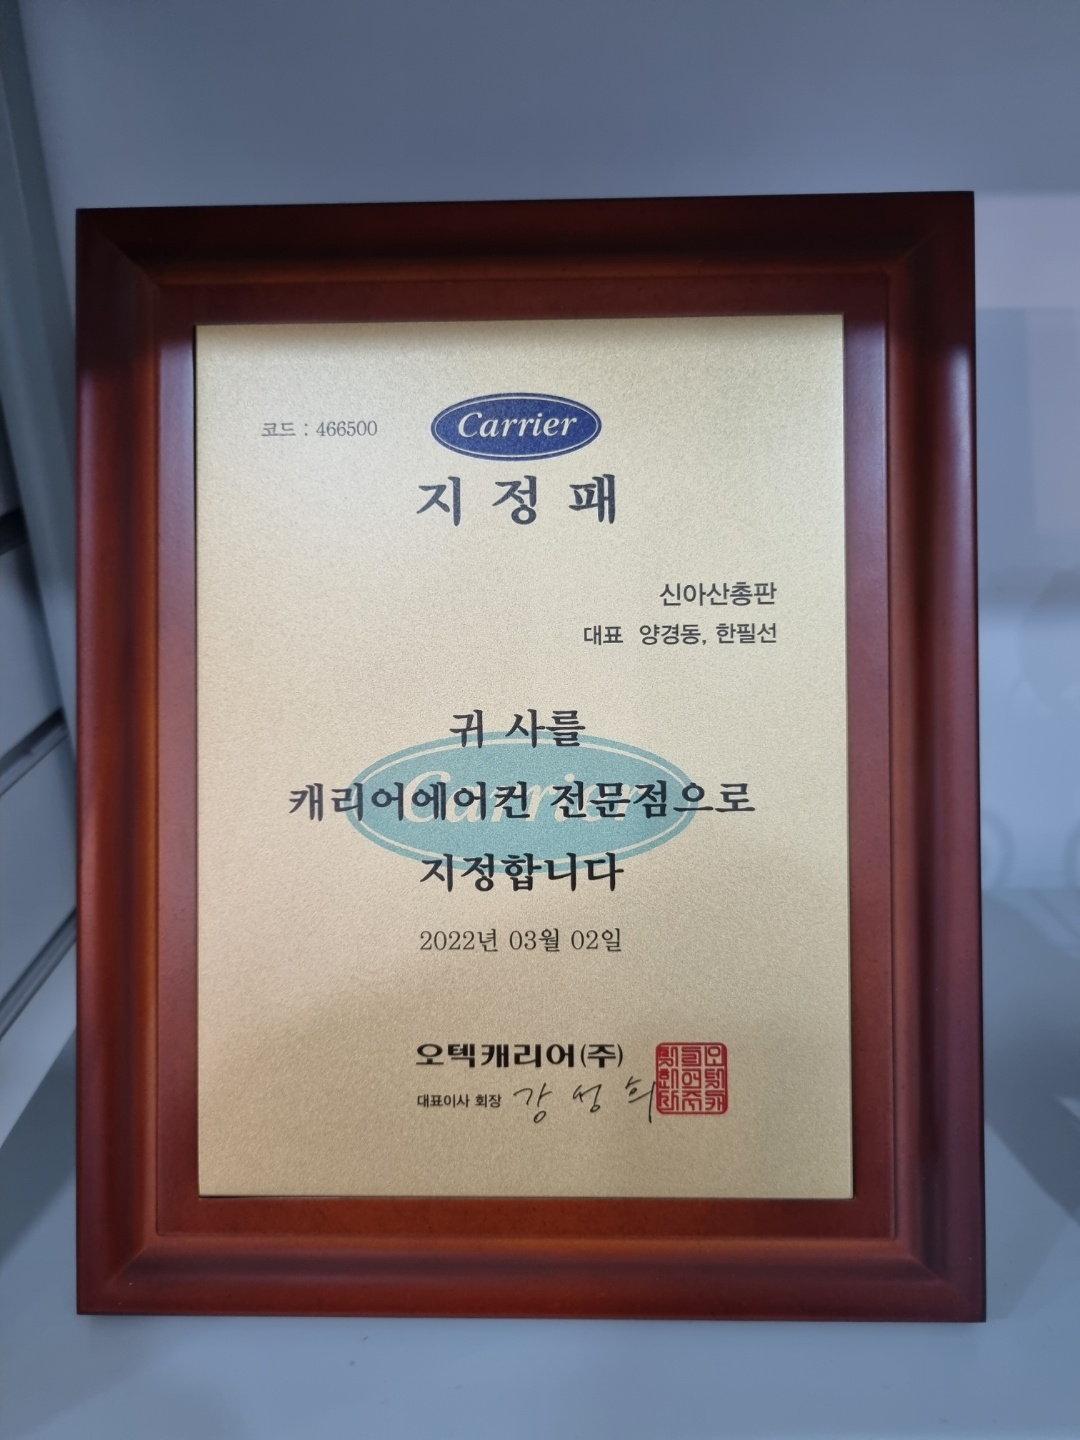 코드 : 466500
Carrier
지 정 패
신아산총판
대표 양경동, 한필선
귀 사를
캐리어에어컨 전문점으로
지정합니다
Carrier
2022년 03월 02일
오텍캐리어(주)
대표이사 회장 강성희